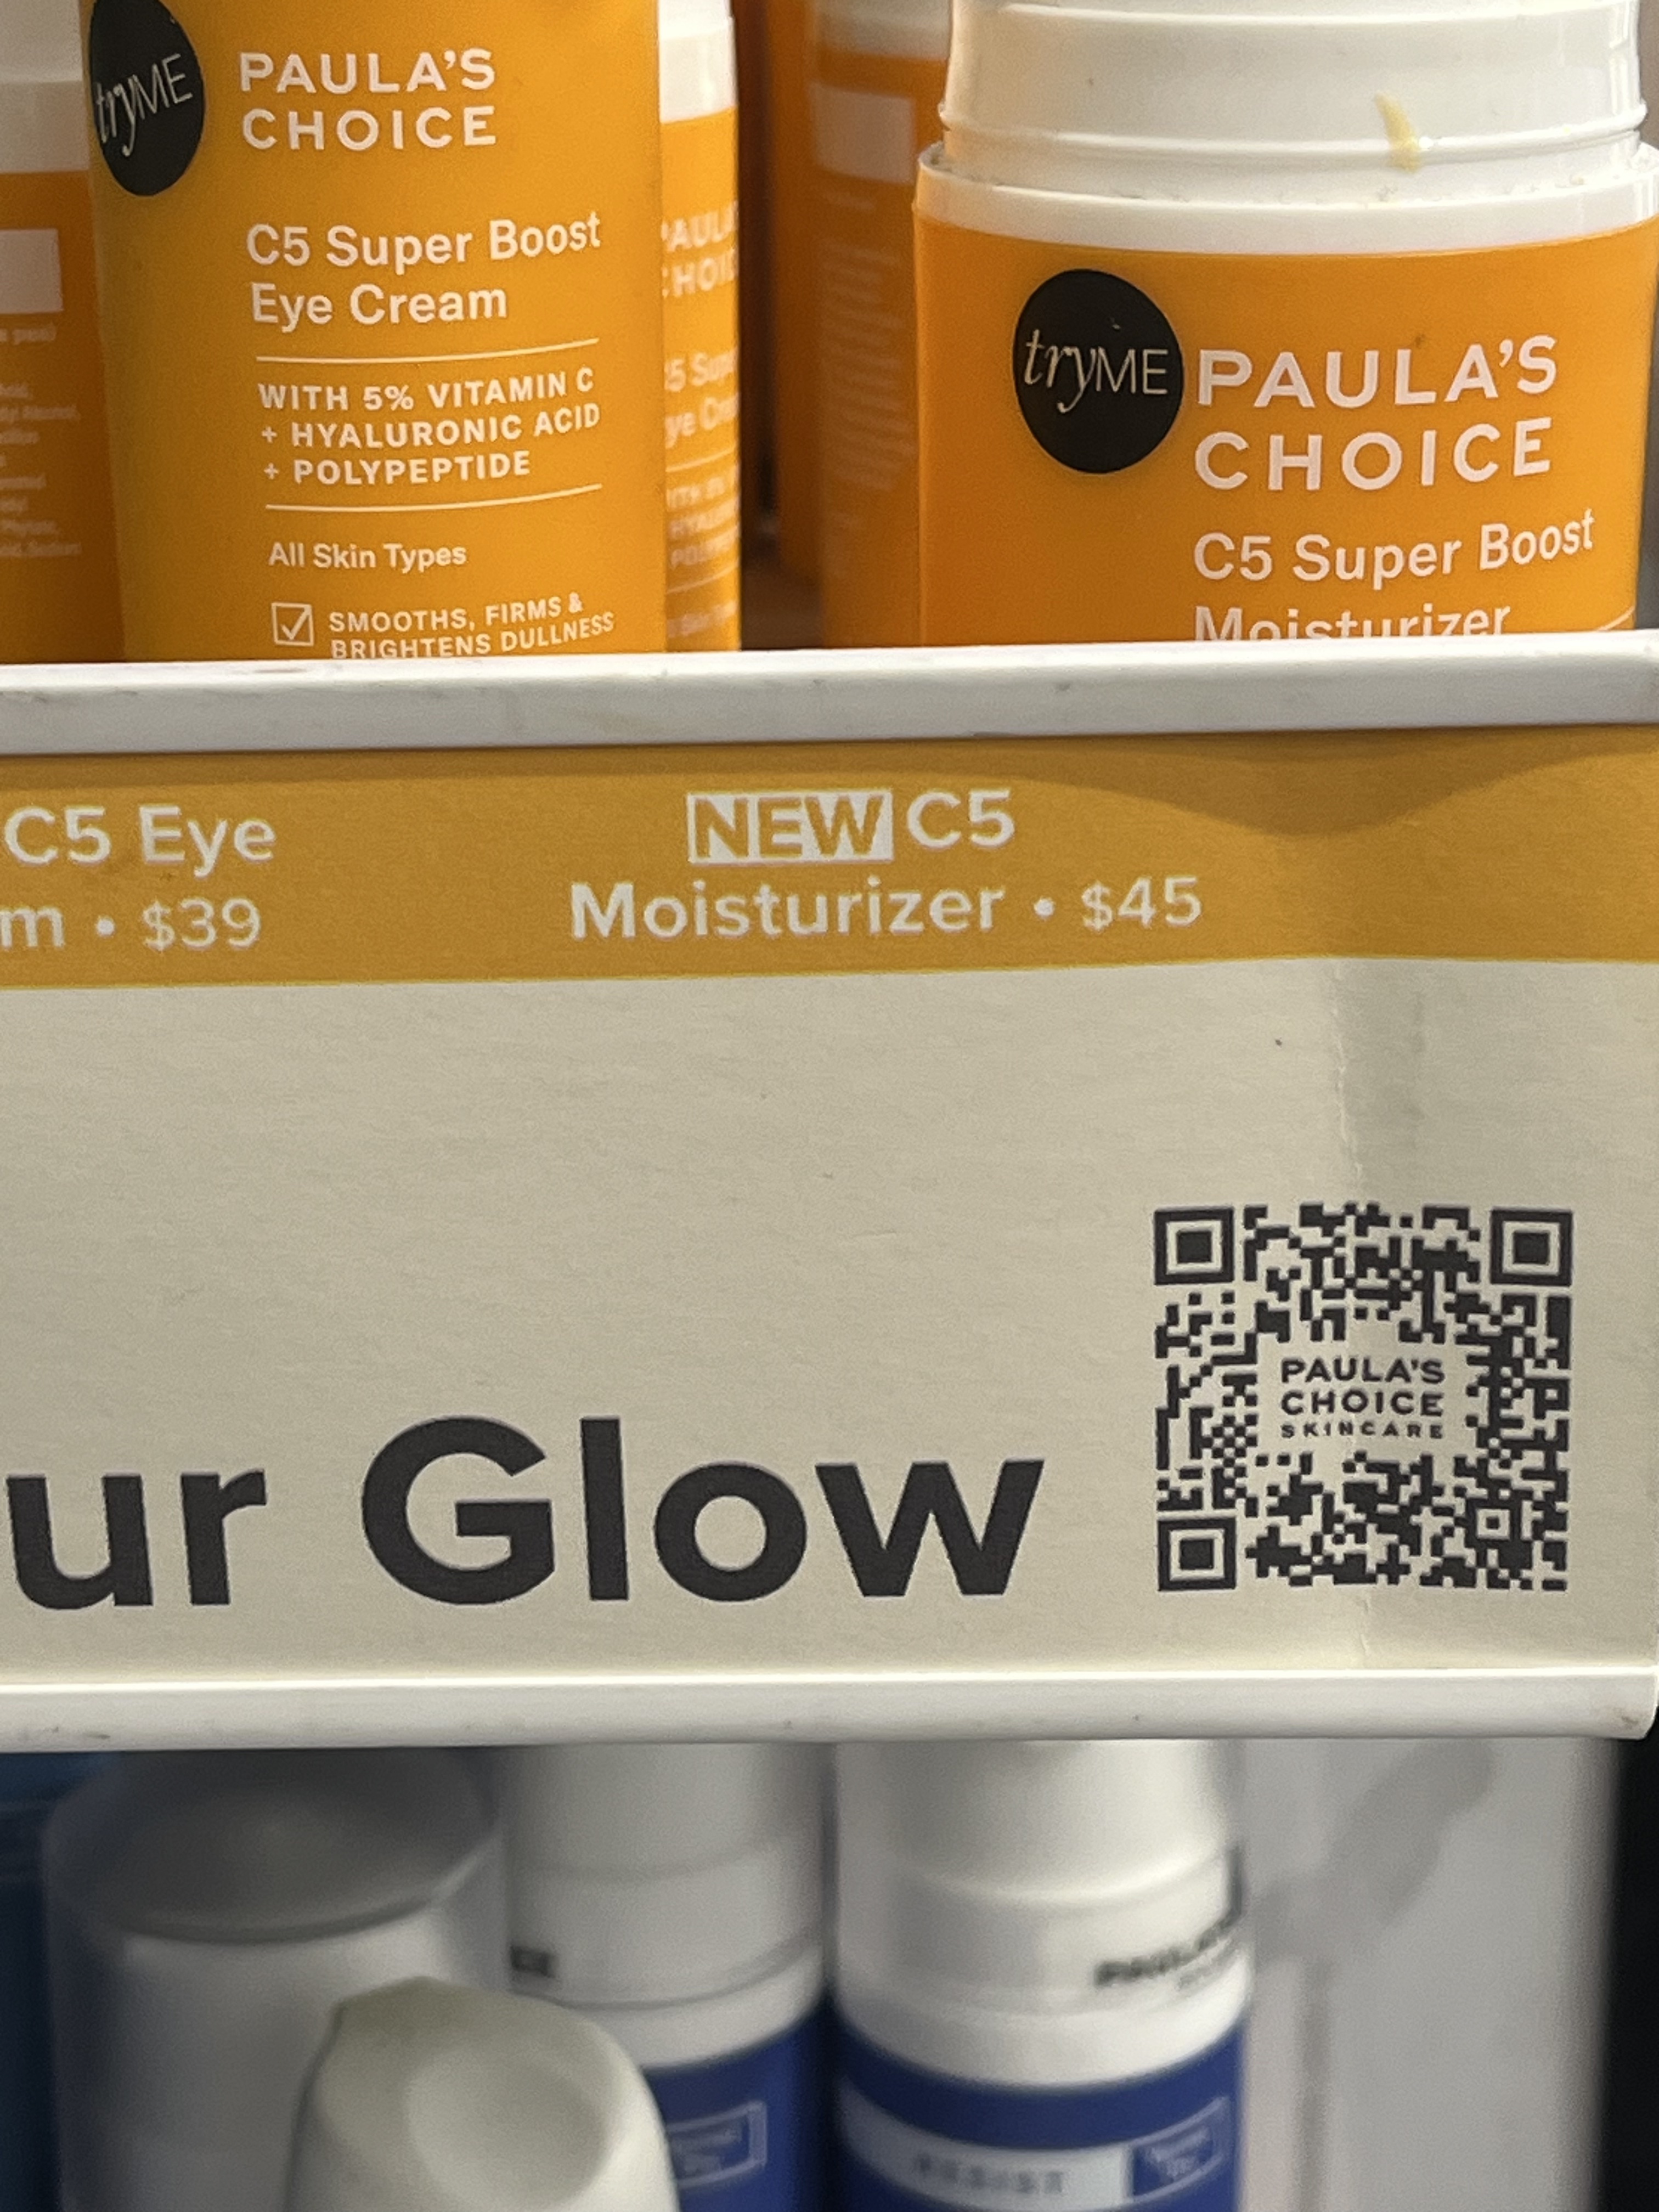 tryME
PAULA'S
CHOICE
C5 Super Boost
Eye Cream
WITH 5% VITAMIN C
+ HYALURONIC ACID
+ POLYPEPTIDE
All Skin Types
SMOOTHS, FIRMS &
BRIGHTENS DULLNESS
tryME
PAULA'S
CHOICE
C5 Super Boost
Moisturizer
C5 Eye
m • $39
NEW C5
Moisturizer • $45
ur Glow
PAULA'S
CHOICE
SKINCARE